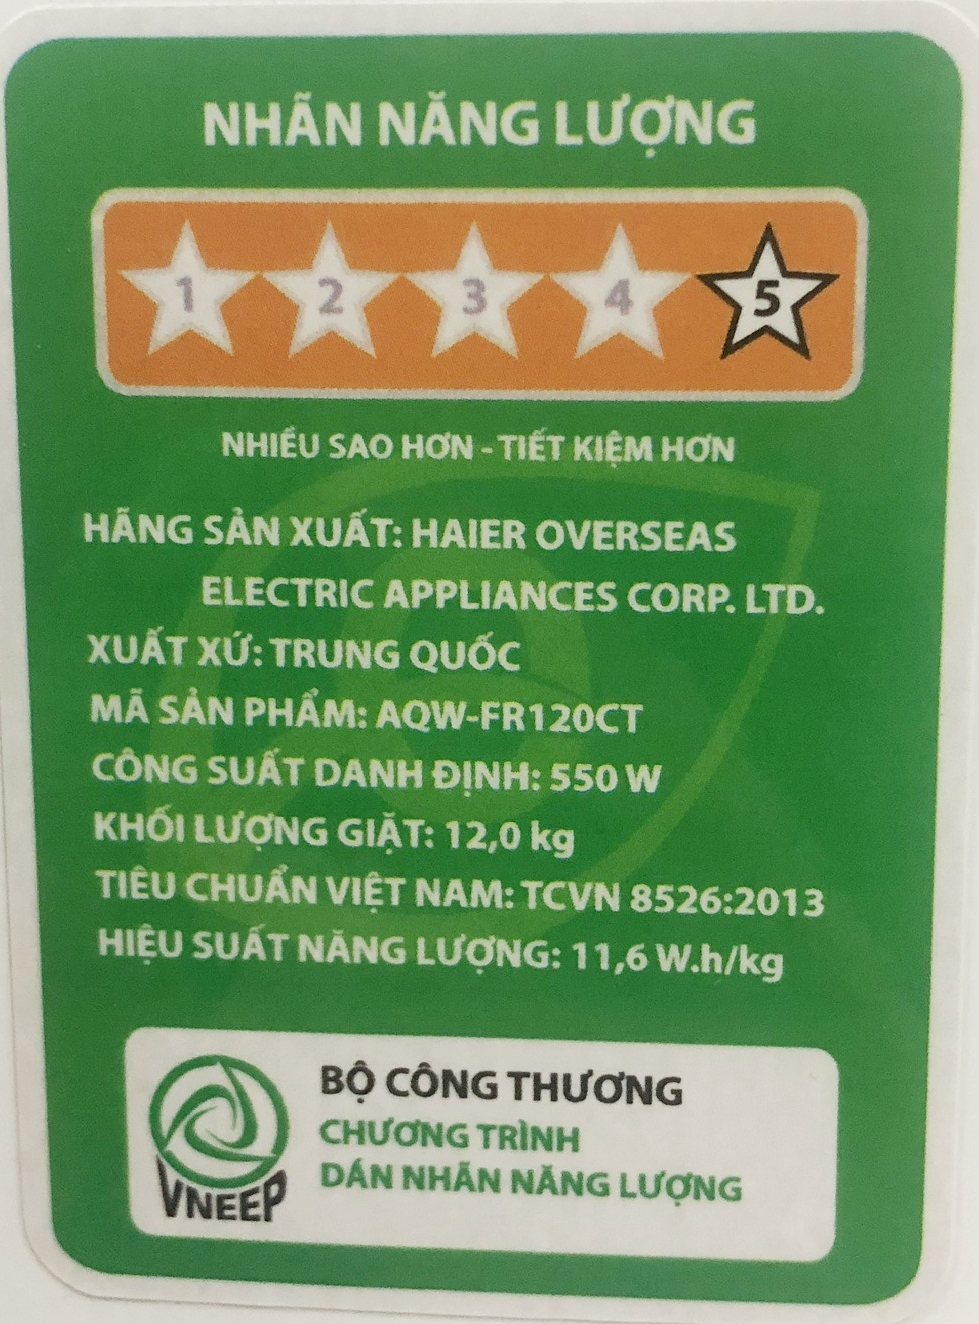 NHÃN NĂNG LƯỢNG
1 2 3 4 5
NHIỀU SAO HƠN - TIẾT KIỆM HƠN
HÃNG SẢN XUẤT: HAIER OVERSEAS
ELECTRIC APPLIANCES CORP. LTD.
XUẤT XỨ: TRUNG QUỐC
MÃ SẢN PHẨM: AQW-FR120CT
CÔNG SUẤT DANH ĐỊNH: 550 W
KHỐI LƯỢNG GIẶT: 12,0 kg
TIÊU CHUẨN VIỆT NAM: TCVN 8526:2013
HIỆU SUẤT NĂNG LƯỢNG: 11,6 W.h/kg
BỘ CÔNG THƯƠNG
CHƯƠNG TRÌNH
DÁN NHÃN NĂNG LƯỢNG
VNEEP